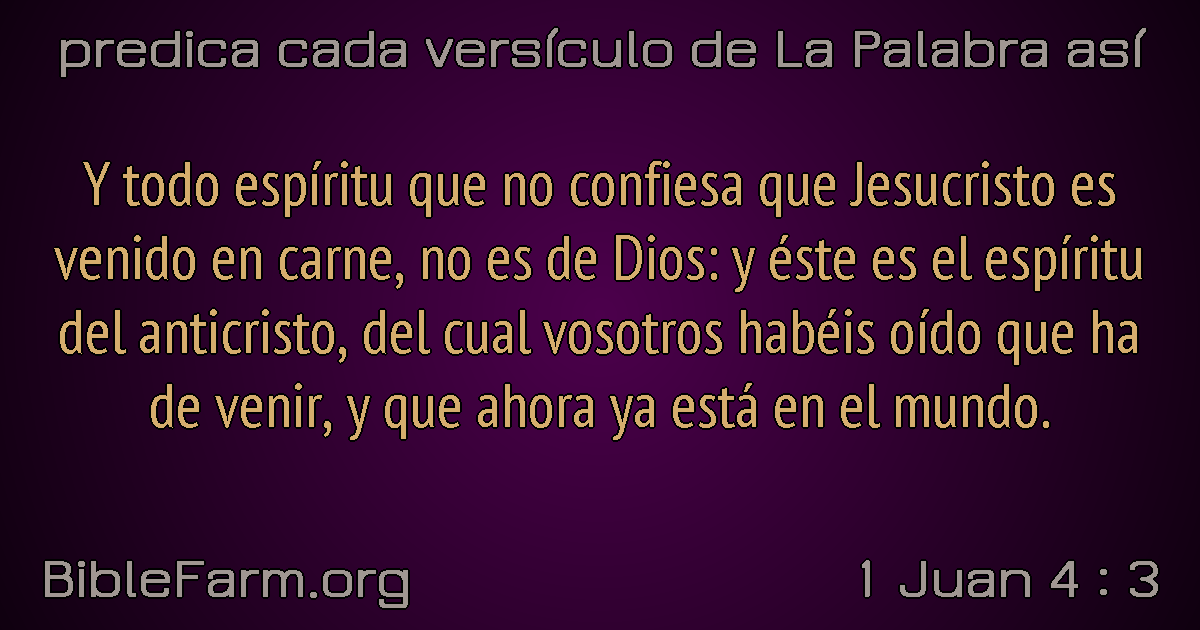 predica cada versículo de La Palabra así
Y todo espíritu que no confiesa que Jesucristo es
venido en carne, no es de Dios: y éste es el espíritu
del anticristo, del cual vosotros habéis oído que ha
de venir, y que ahora ya está en el mundo.
BibleFarm.org
1 Juan 4 : 3